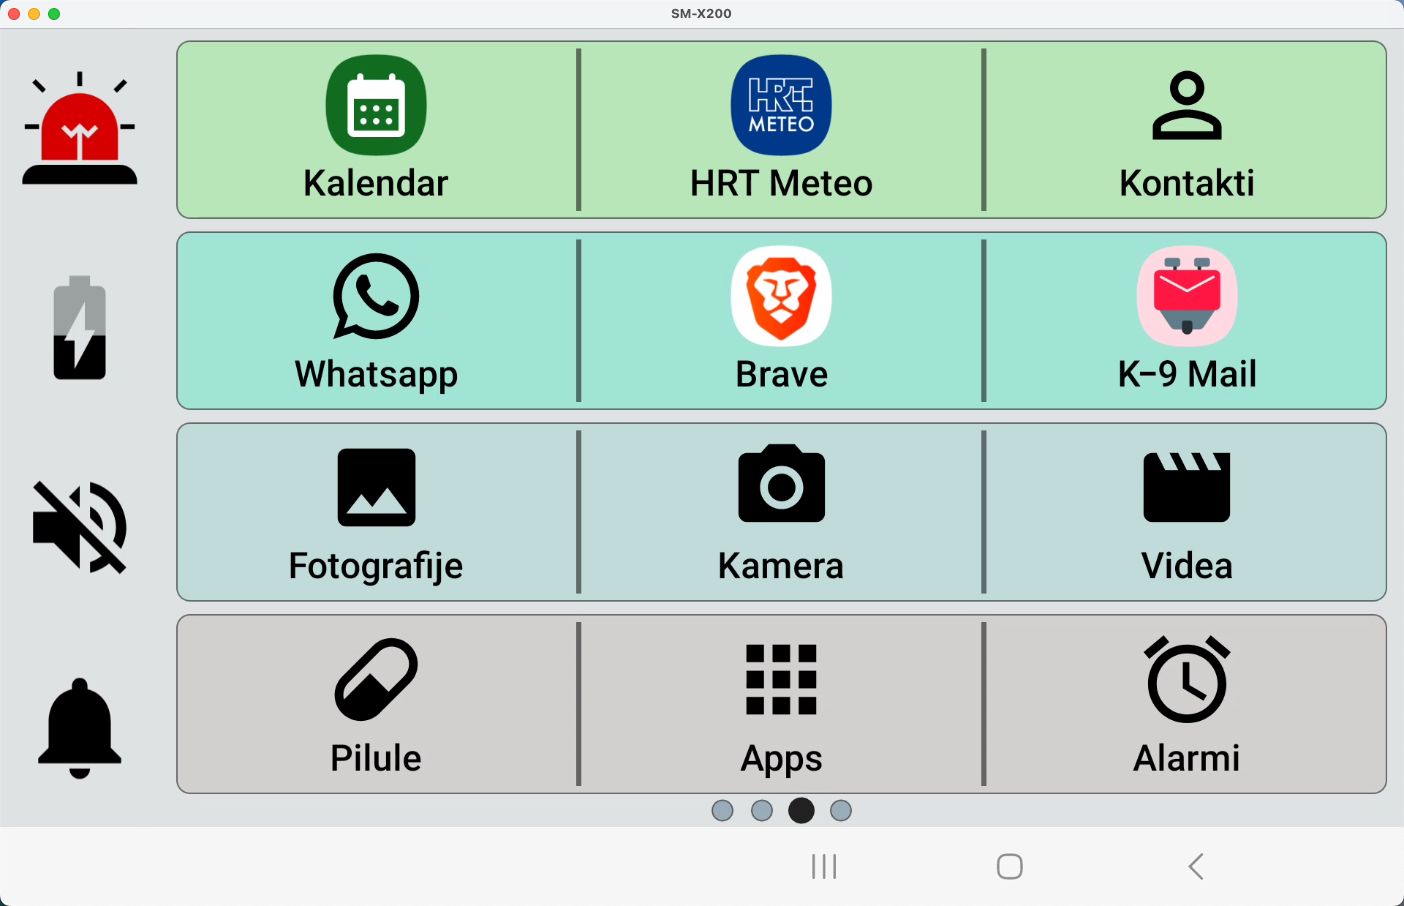 SM-X200
HRT
METEO
Kalendar
HRT Meteo
Kontakti
Whatsapp
Brave
K-9 Mail
Fotografije
Kamera
Videa
Pilule
Apps
Alarmi